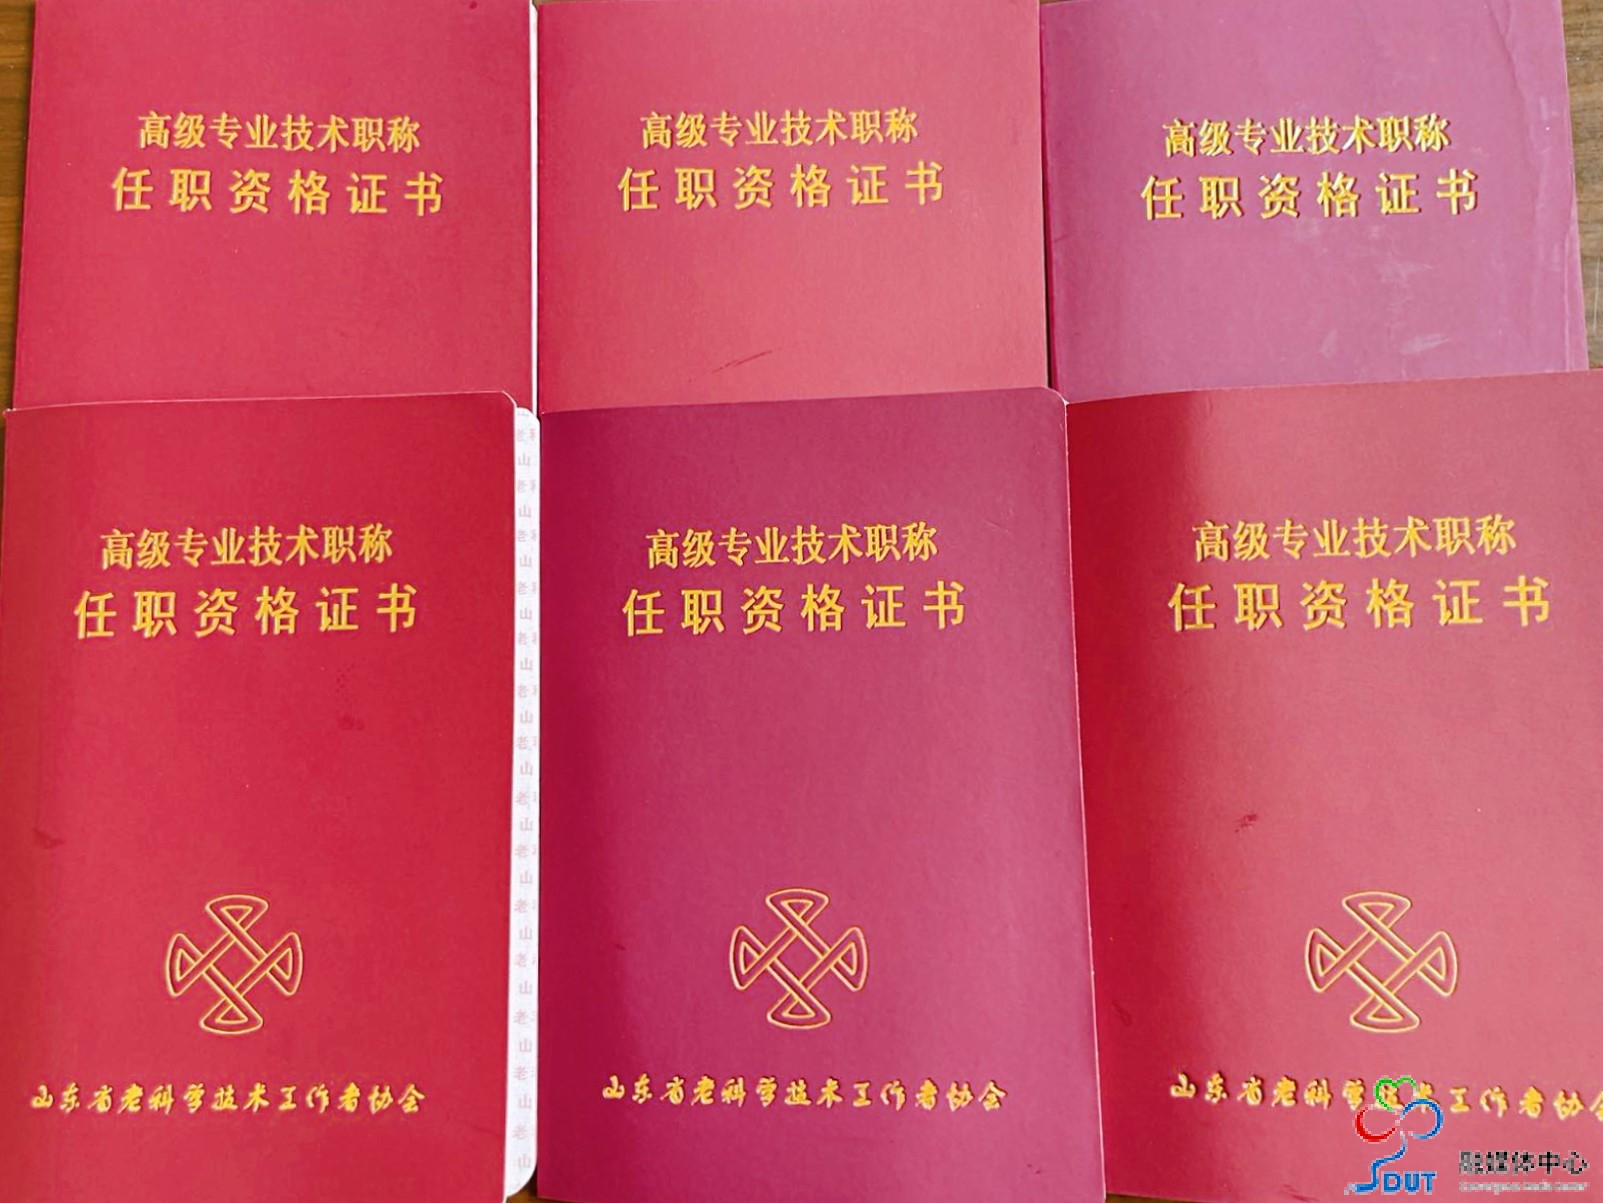 高级专业技术职称
任职资格证书
高级专业技术职称
任职资格证书
高级专业技术职称
任职资格证书
高级专业技术职称
任职资格证书
山东省老科学技术工作者协会
高级专业技术职称
任职资格证书
山东省老科学技术工作者协会
高级专业技术职称
任职资格证书
山东省老科学技术工作者协会
SDUT
融媒体中心
Convergence Media Center